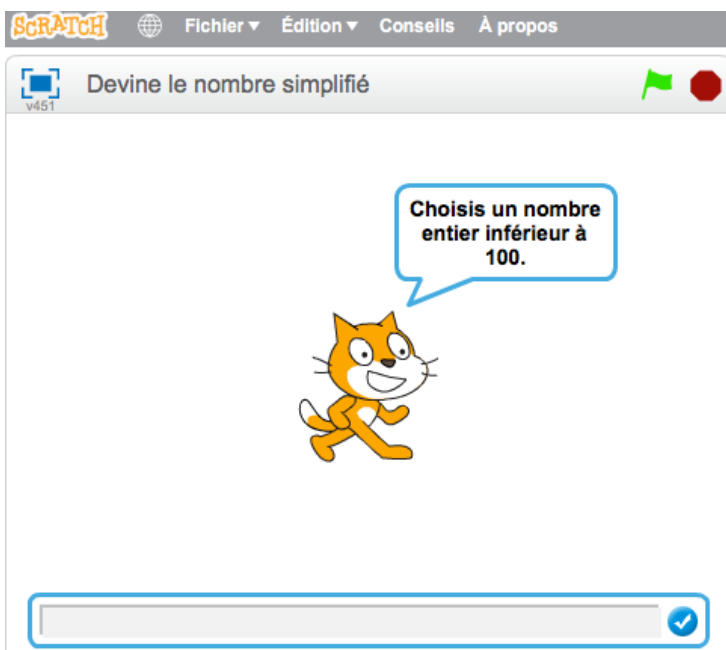 SCRATCH Fichier Édition Conseils À propos
v451 Devine le nombre simplifié
Choisis un nombre
entier inférieur à
100.